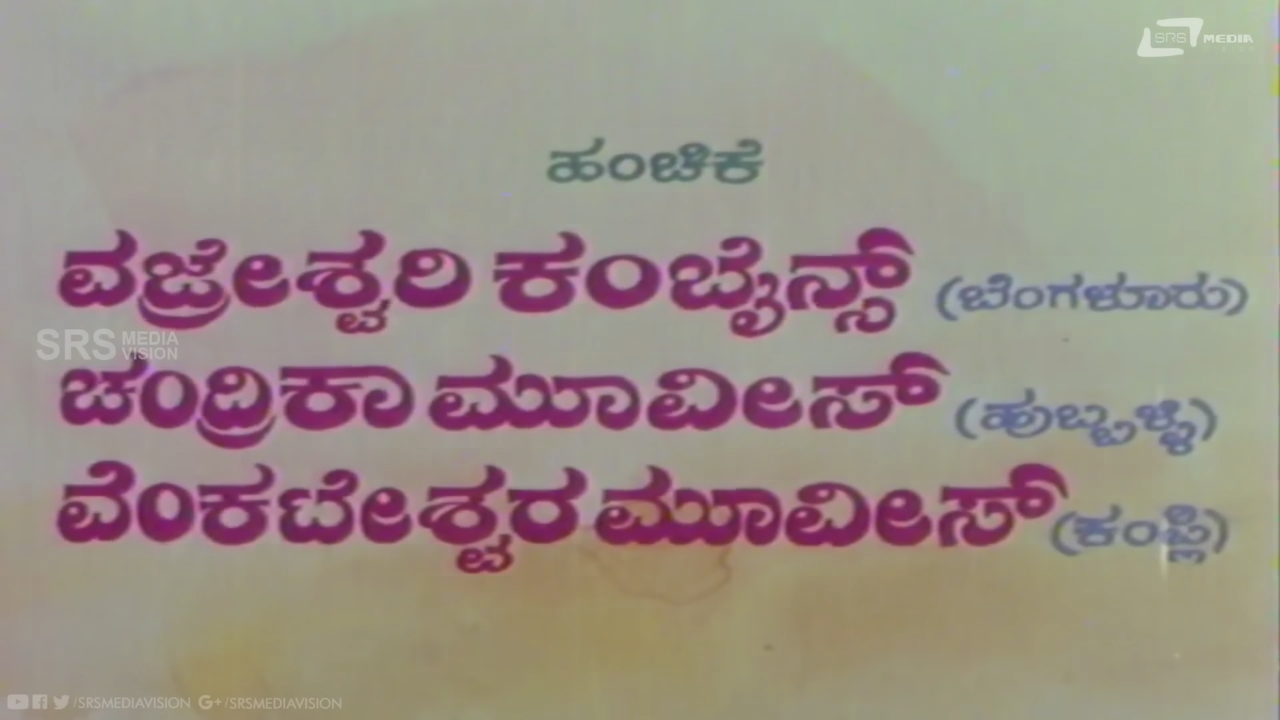 SRS MEDIA
ಹಂಚಿಕೆ
ವಜ್ರೇಶ್ವರಿ ಕಂಬೈನ್ಸ್ (ಬೆಂಗಳೂರು)
SRS MEDIA VISION
ಚಂದ್ರಿಕಾ ಮೂವೀಸ್ (ಹುಬ್ಬಳ್ಳಿ)
ವೆಂಕಟೇಶ್ವರ ಮೂವೀಸ್ (ಕಂಪ್ಲಿ)
/SRSMEDIAVISION G+/SRSMEDIAVISION